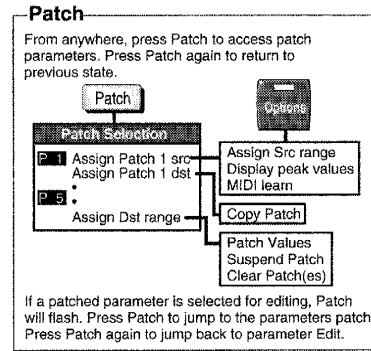 Patch
From anywhere, press Patch to access patch
parameters. Press Patch again to return to
previous state.
Patch
Options
Patch Selection
P 1 Assign Patch 1 src
Assign Patch 1 dst
P 5
Assign Dst range
Assign Src range
Display peak values
MIDI learn
Copy Patch
Patch Values
Suspend Patch
Clear Patch(es)
If a patched parameter is selected for editing, Patch
will flash. Press Patch to jump to the parameters patch
Press Patch again to jump back to parameter Edit.